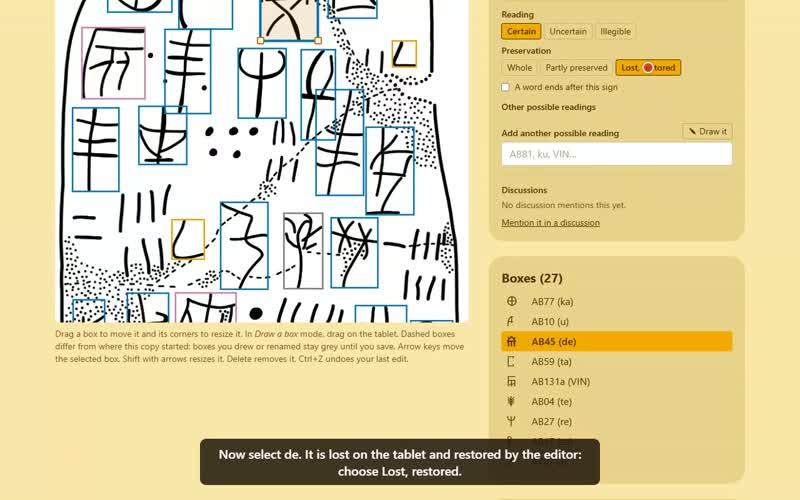 Reading
Certain Uncertain Illegible
Preservation
Whole Partly preserved Lost, tored
A word ends after this sign
Other possible readings
Add another possible reading Draw it
AB81, ku, VIN...
Discussions
No discussion mentions this yet.
Mention it in a discussion
Boxes (27)
AB77 (ka)
AB10 (u)
AB45 (de)
AB59 (ta)
AB131a (VIN)
AB04 (te)
AB27 (re)
Drag a box to move it and its corners to resize it. In Draw a box mode, drag on the tablet. Dashed boxes
differ from where this copy started: boxes you drew or renamed stay grey until you save. Arrow keys move
the selected box. Shift with arrows resizes it. Delete removes it. Ctrl+Z undoes your last edit.
Now select de. It is lost on the tablet and restored by the editor:
choose Lost, restored.